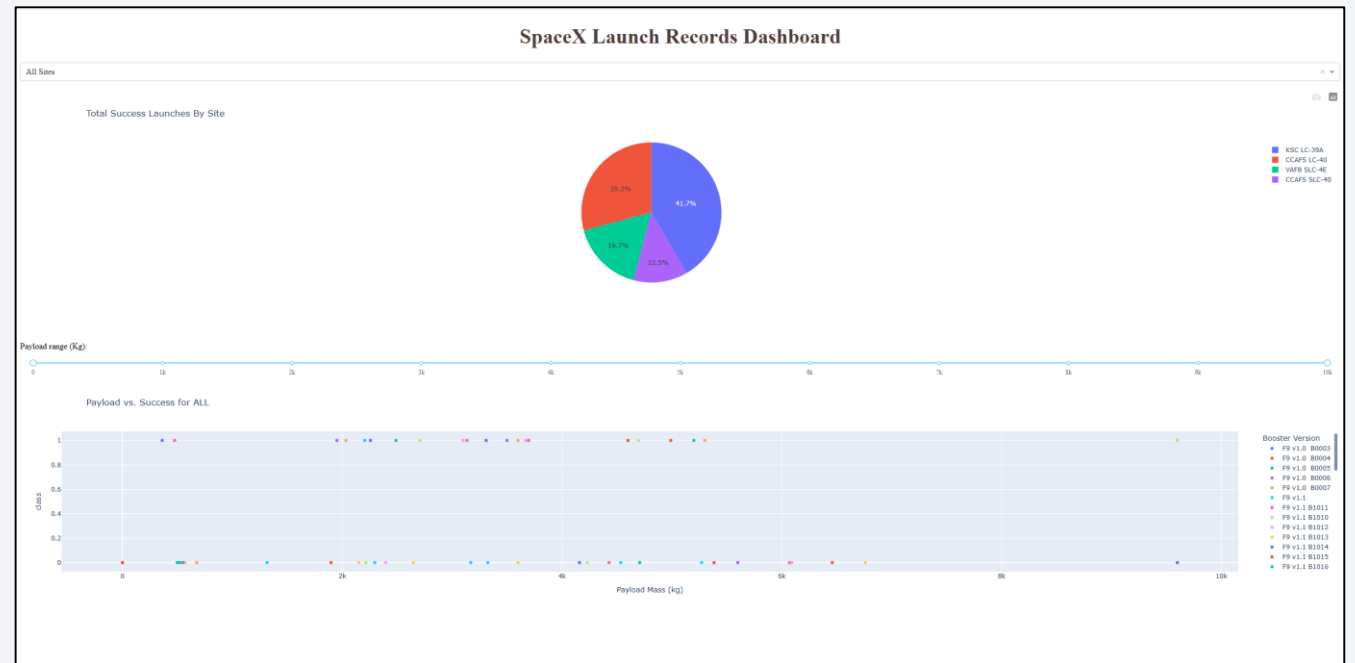 SpaceX Launch Records Dashboard
All Sites
Total Success Launches By Site
KSC LC-39A
CCAFS LC-40
VAFB SLC-4E
CCAFS SLC-40
29.2%
41.7%
16.7%
12.5%
Payload range (Kg):
0 1k 2k 3k 4k 5k 6k 7k 8k 9k 10k
Payload vs. Success for ALL
Booster Version
F9 v1.0 B0003
F9 v1.0 B0004
F9 v1.0 B0005
F9 v1.0 B0006
F9 v1.0 B0007
F9 v1.1
F9 v1.1 B1011
F9 v1.1 B1010
F9 v1.1 B1012
F9 v1.1 B1013
F9 v1.1 B1014
F9 v1.1 B1015
F9 v1.1 B1016
1
0.8
0.6
0.4
0.2
0
class
0 2k 4k 6k 8k 10k
Payload Mass (kg)